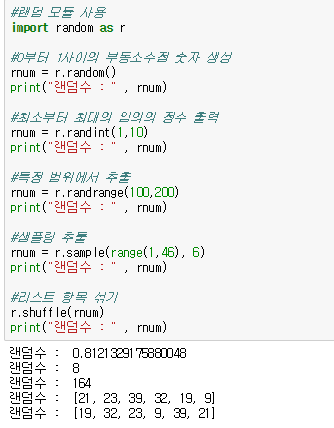 #랜덤 모듈 사용
import random as r
#0부터 1사이의 부동소수점 숫자 생성
rnum = r.random()
print("랜덤수 : " , rnum)
#최소부터 최대의 임의의 정수 출력
rnum = r.randint(1,10)
print("랜덤수 : " , rnum)
#특정 범위에서 추출
rnum = r.randrange(100,200)
print("랜덤수 : " , rnum)
#샘플링 추출
rnum = r.sample(range(1,46), 6)
print("랜덤수 : " , rnum)
#리스트 항목 섞기
r.shuffle(rnum)
print("랜덤수 : " , rnum)
랜덤수 :  0.8121329175880048
랜덤수 :  8
랜덤수 :  164
랜덤수 :  [21, 23, 39, 32, 19, 9]
랜덤수 :  [19, 32, 23, 9, 39, 21]